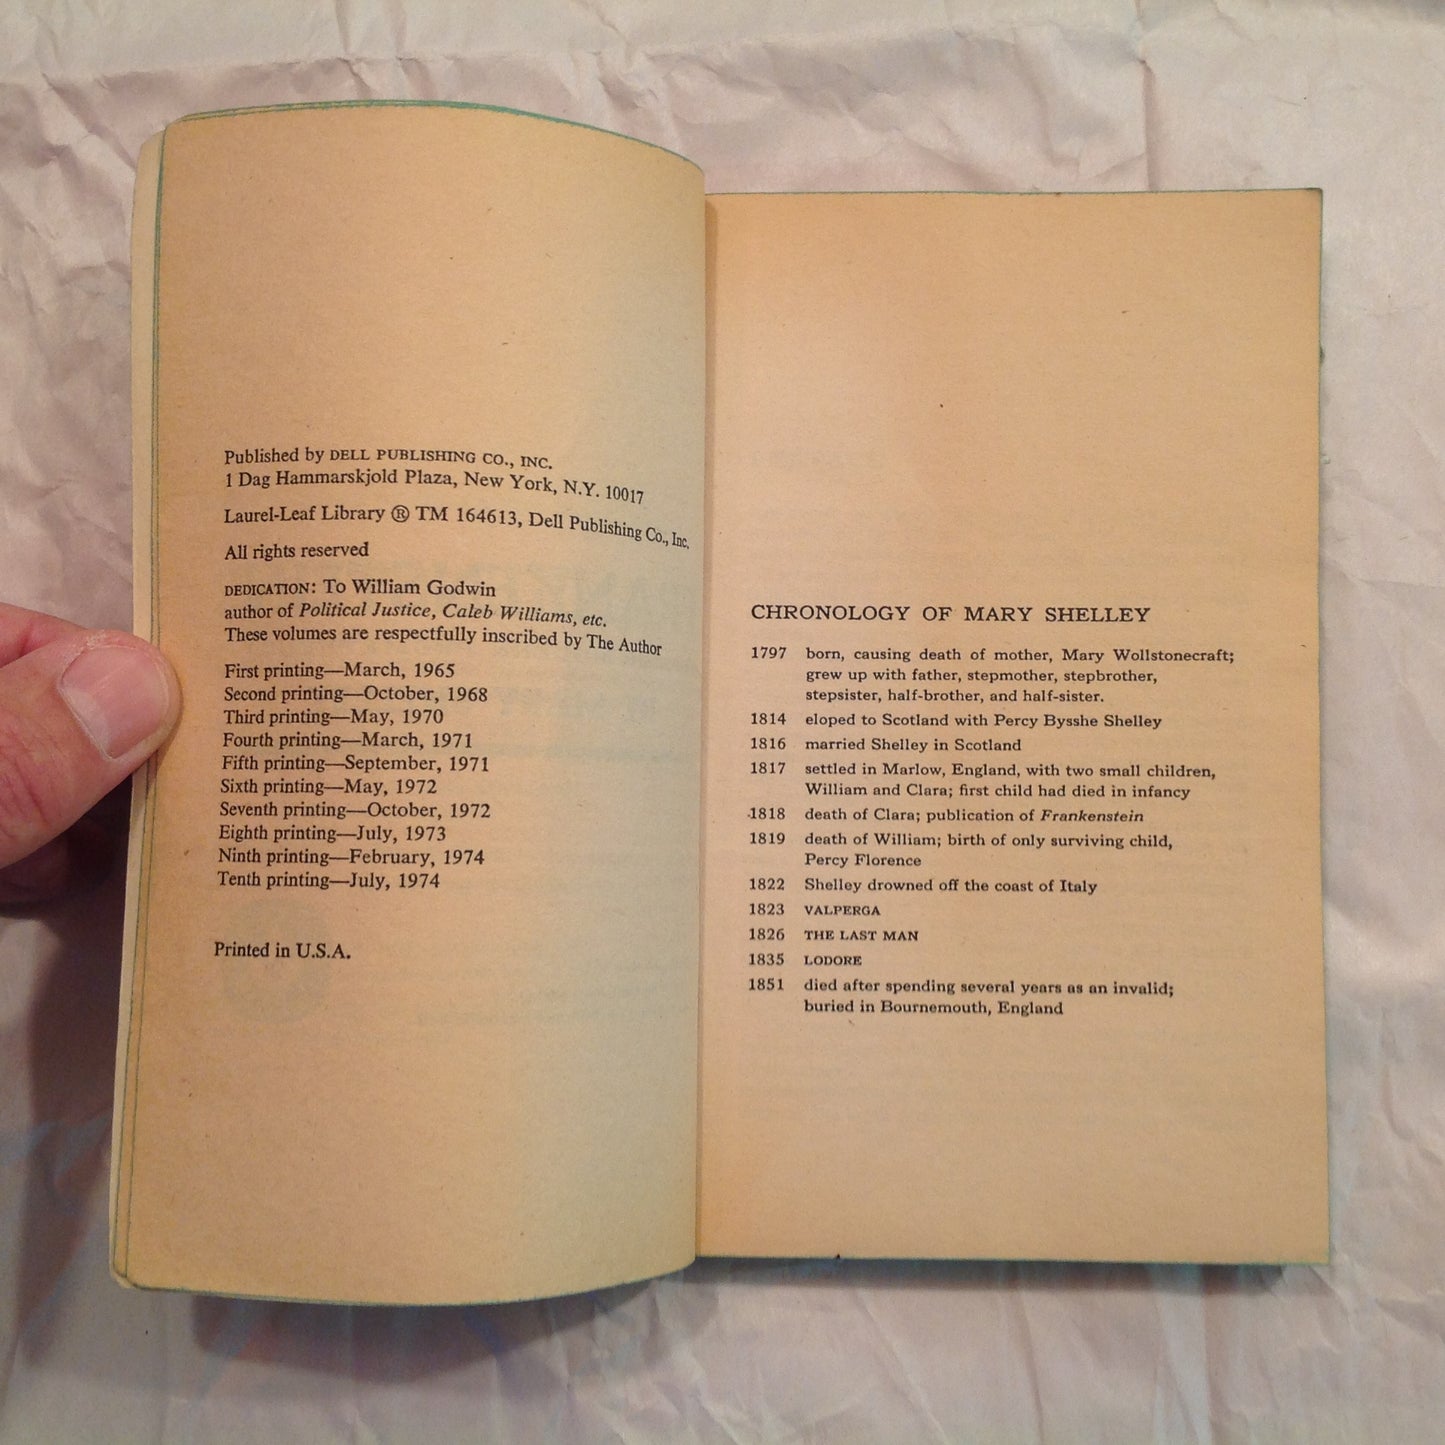 Published by DELL PUBLISHING CO., INC.
1 Dag Hammarskjold Plaza, New York, N.Y. 10017
Laurel-Leaf Library ® TM 164613, Dell Publishing Co., Inc.
All rights reserved
DEDICATION: To William Godwin
author of Political Justice, Caleb Williams, etc.
These volumes are respectfully inscribed by The Author
First printing—March, 1965
Second printing—October, 1968
Third printing—May, 1970
Fourth printing—March, 1971
Fifth printing—September, 1971
Sixth printing—May, 1972
Seventh printing—October, 1972
Eighth printing—July, 1973
Ninth printing—February, 1974
Tenth printing—July, 1974
Printed in U.S.A.
CHRONOLOGY OF MARY SHELLEY
1797 born, causing death of mother, Mary Wollstonecraft;
grew up with father, stepmother, stepbrother,
stepsister, half-brother, and half-sister.
1814 eloped to Scotland with Percy Bysshe Shelley
1816 married Shelley in Scotland
1817 settled in Marlow, England, with two small children,
William and Clara; first child had died in infancy
1818 death of Clara; publication of Frankenstein
1819 death of William; birth of only surviving child,
Percy Florence
1822 Shelley drowned off the coast of Italy
1823 VALPERGA
1826 THE LAST MAN
1835 LODORE
1851 died after spending several years as an invalid;
buried in Bournemouth, England